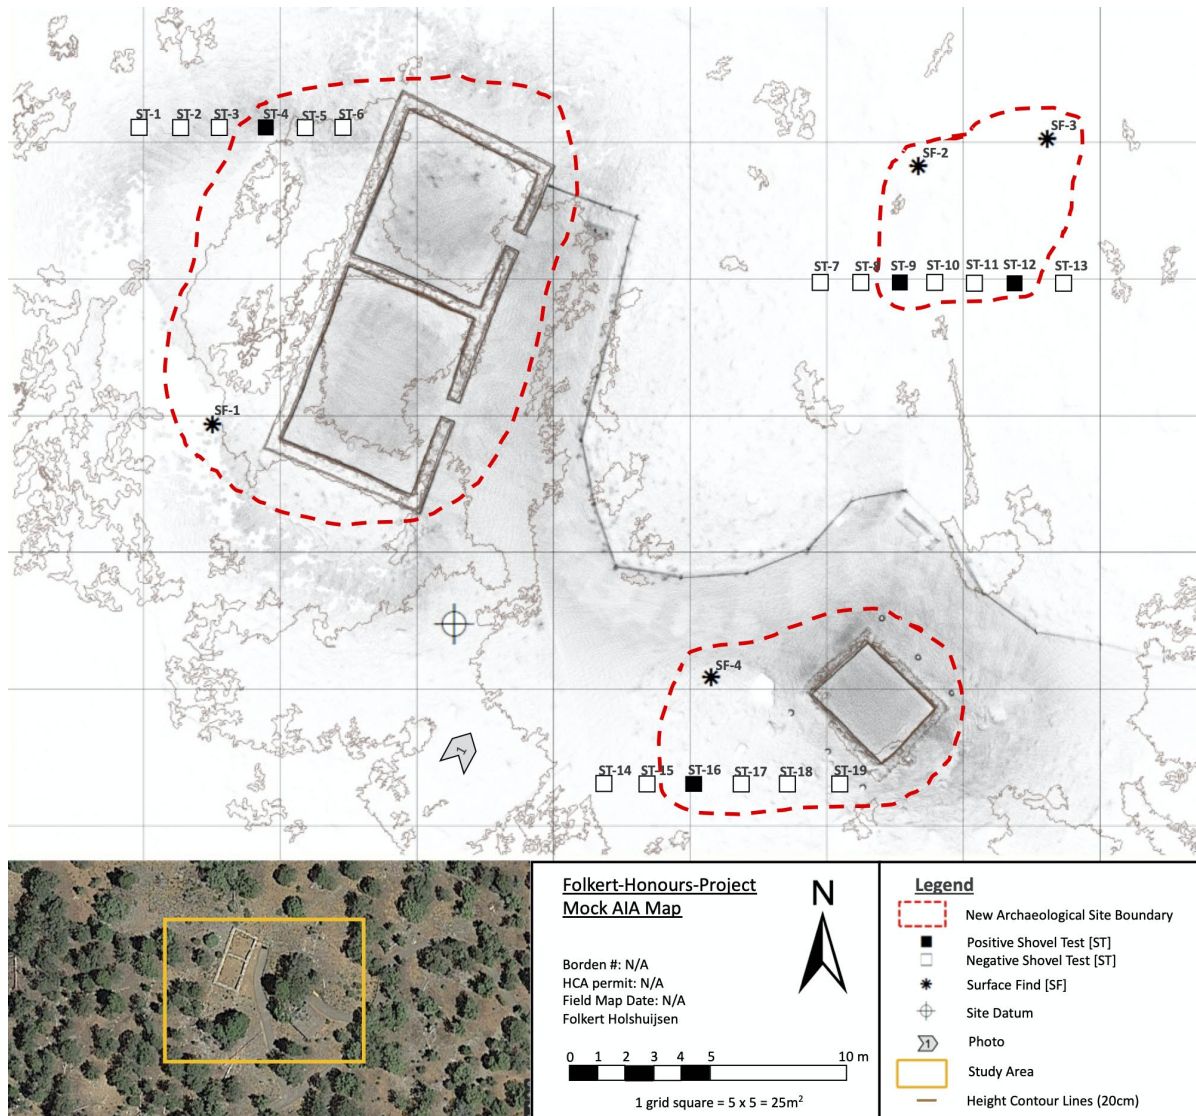 ST-1 ST-2 ST-3 ST-4 ST-5 ST-6
SF-3
SF-2
ST-7 ST-8 ST-9 ST-10 ST-11 ST-12 ST-13
SF-1
SF-4
ST-14 ST-15 ST-16 ST-17 ST-18 ST-19
1
Folkert-Honours-Project
Mock AIA Map
Borden #: N/A
HCA permit: N/A
Field Map Date: N/A
Folkert Holshuijsen
N
0 1 2 3 4 5 10 m
1 grid square = 5 x 5 = 25m²
Legend
New Archaeological Site Boundary
Positive Shovel Test [ST]
Negative Shovel Test [ST]
Surface Find [SF]
Site Datum
1 Photo
Study Area
Height Contour Lines (20cm)